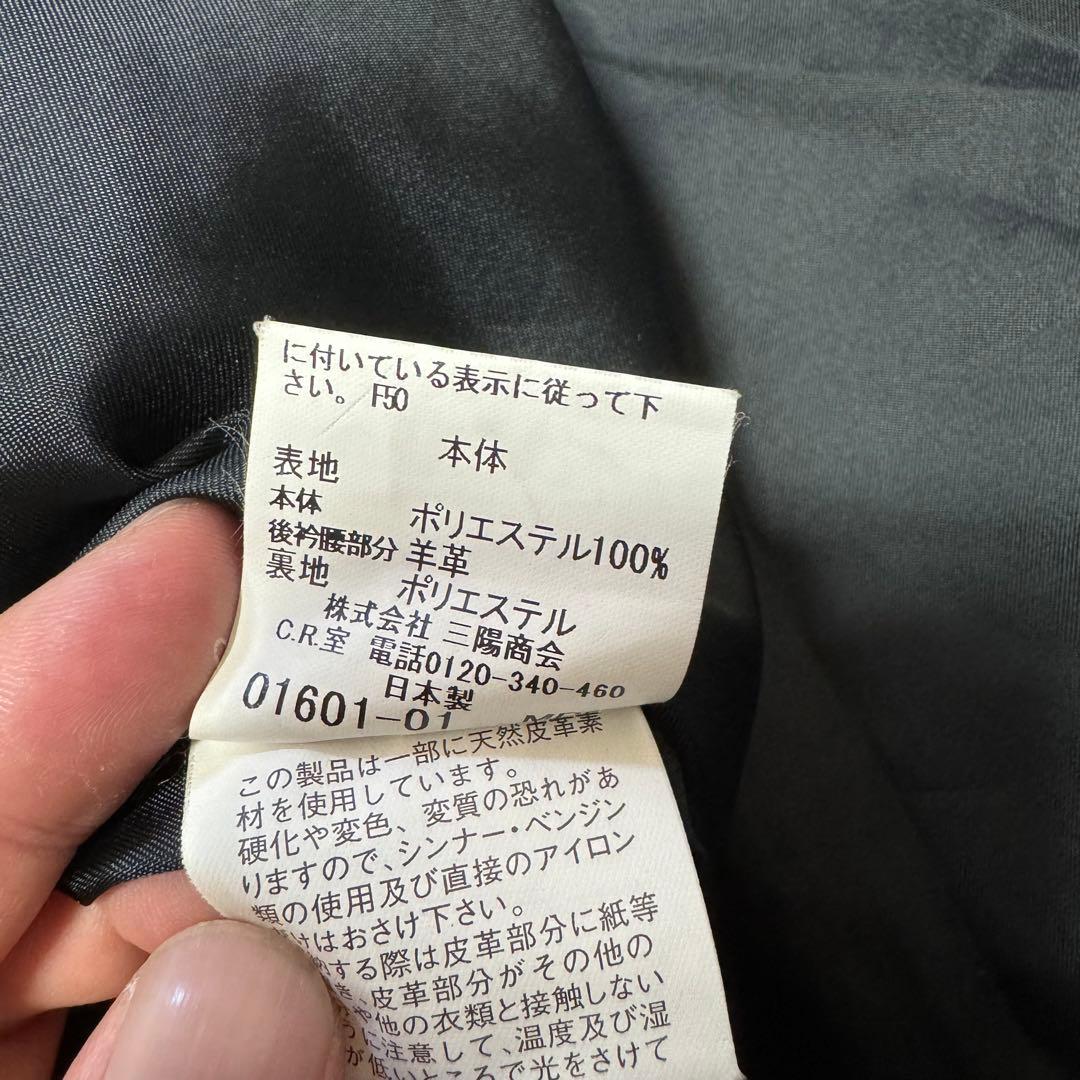 に付いている表示に従って下
さい。 F50
本体
表地
本体 ポリエステル100%
後衿腰部分 羊革
裏地 ポリエステル
株式会社 三陽商会
C.R.室 電話0120-340-460
日本製
01601-01
この製品は一部に天然皮革素
材を使用しています。
硬化や変色、変質の恐れがあ
りますので、シンナー・ベンジン
類の使用及び直接のアイロン
はおさけ下さい。
する際は皮革部分に紙等
き、皮革部分がその他の
や他の衣類と接触しない
うに注意して、温度及び湿
が低いところで光をさけて